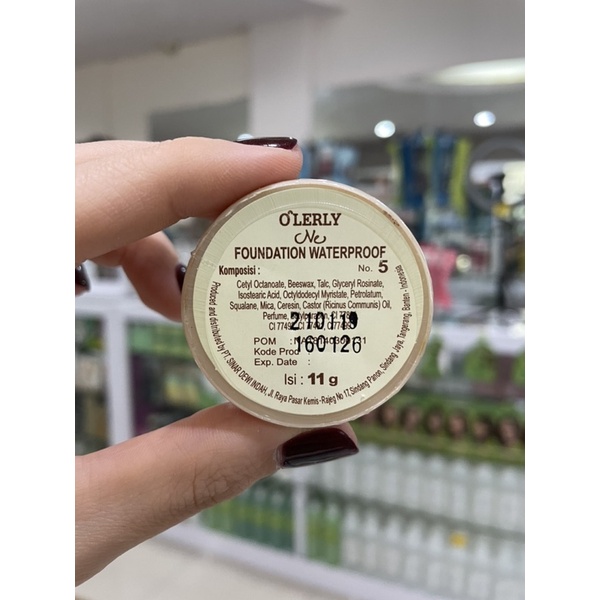 O'LERLY
Ne
FOUNDATION WATERPROOF
Komposisi : No. 5
Cetyl Octanoate, Beeswax, Talc, Glyceryl Rosinate,
Isostearic Acid, Octyldodecyl Myristate, Petrolatum,
Squalane, Mica, Ceresin, Castor (Ricinus Communis) Oil,
Perfume,
POM :
Kode Prod
160126
Exp. Date :
Isi : 11 g
Produced and distributed by PT. SINAR DEWI INDAH, Jl. Raya Pasar Kemis - Rajeg No 17, Sindang Panon, Sindang Jaya, Tangerang, Banten - Indonesia